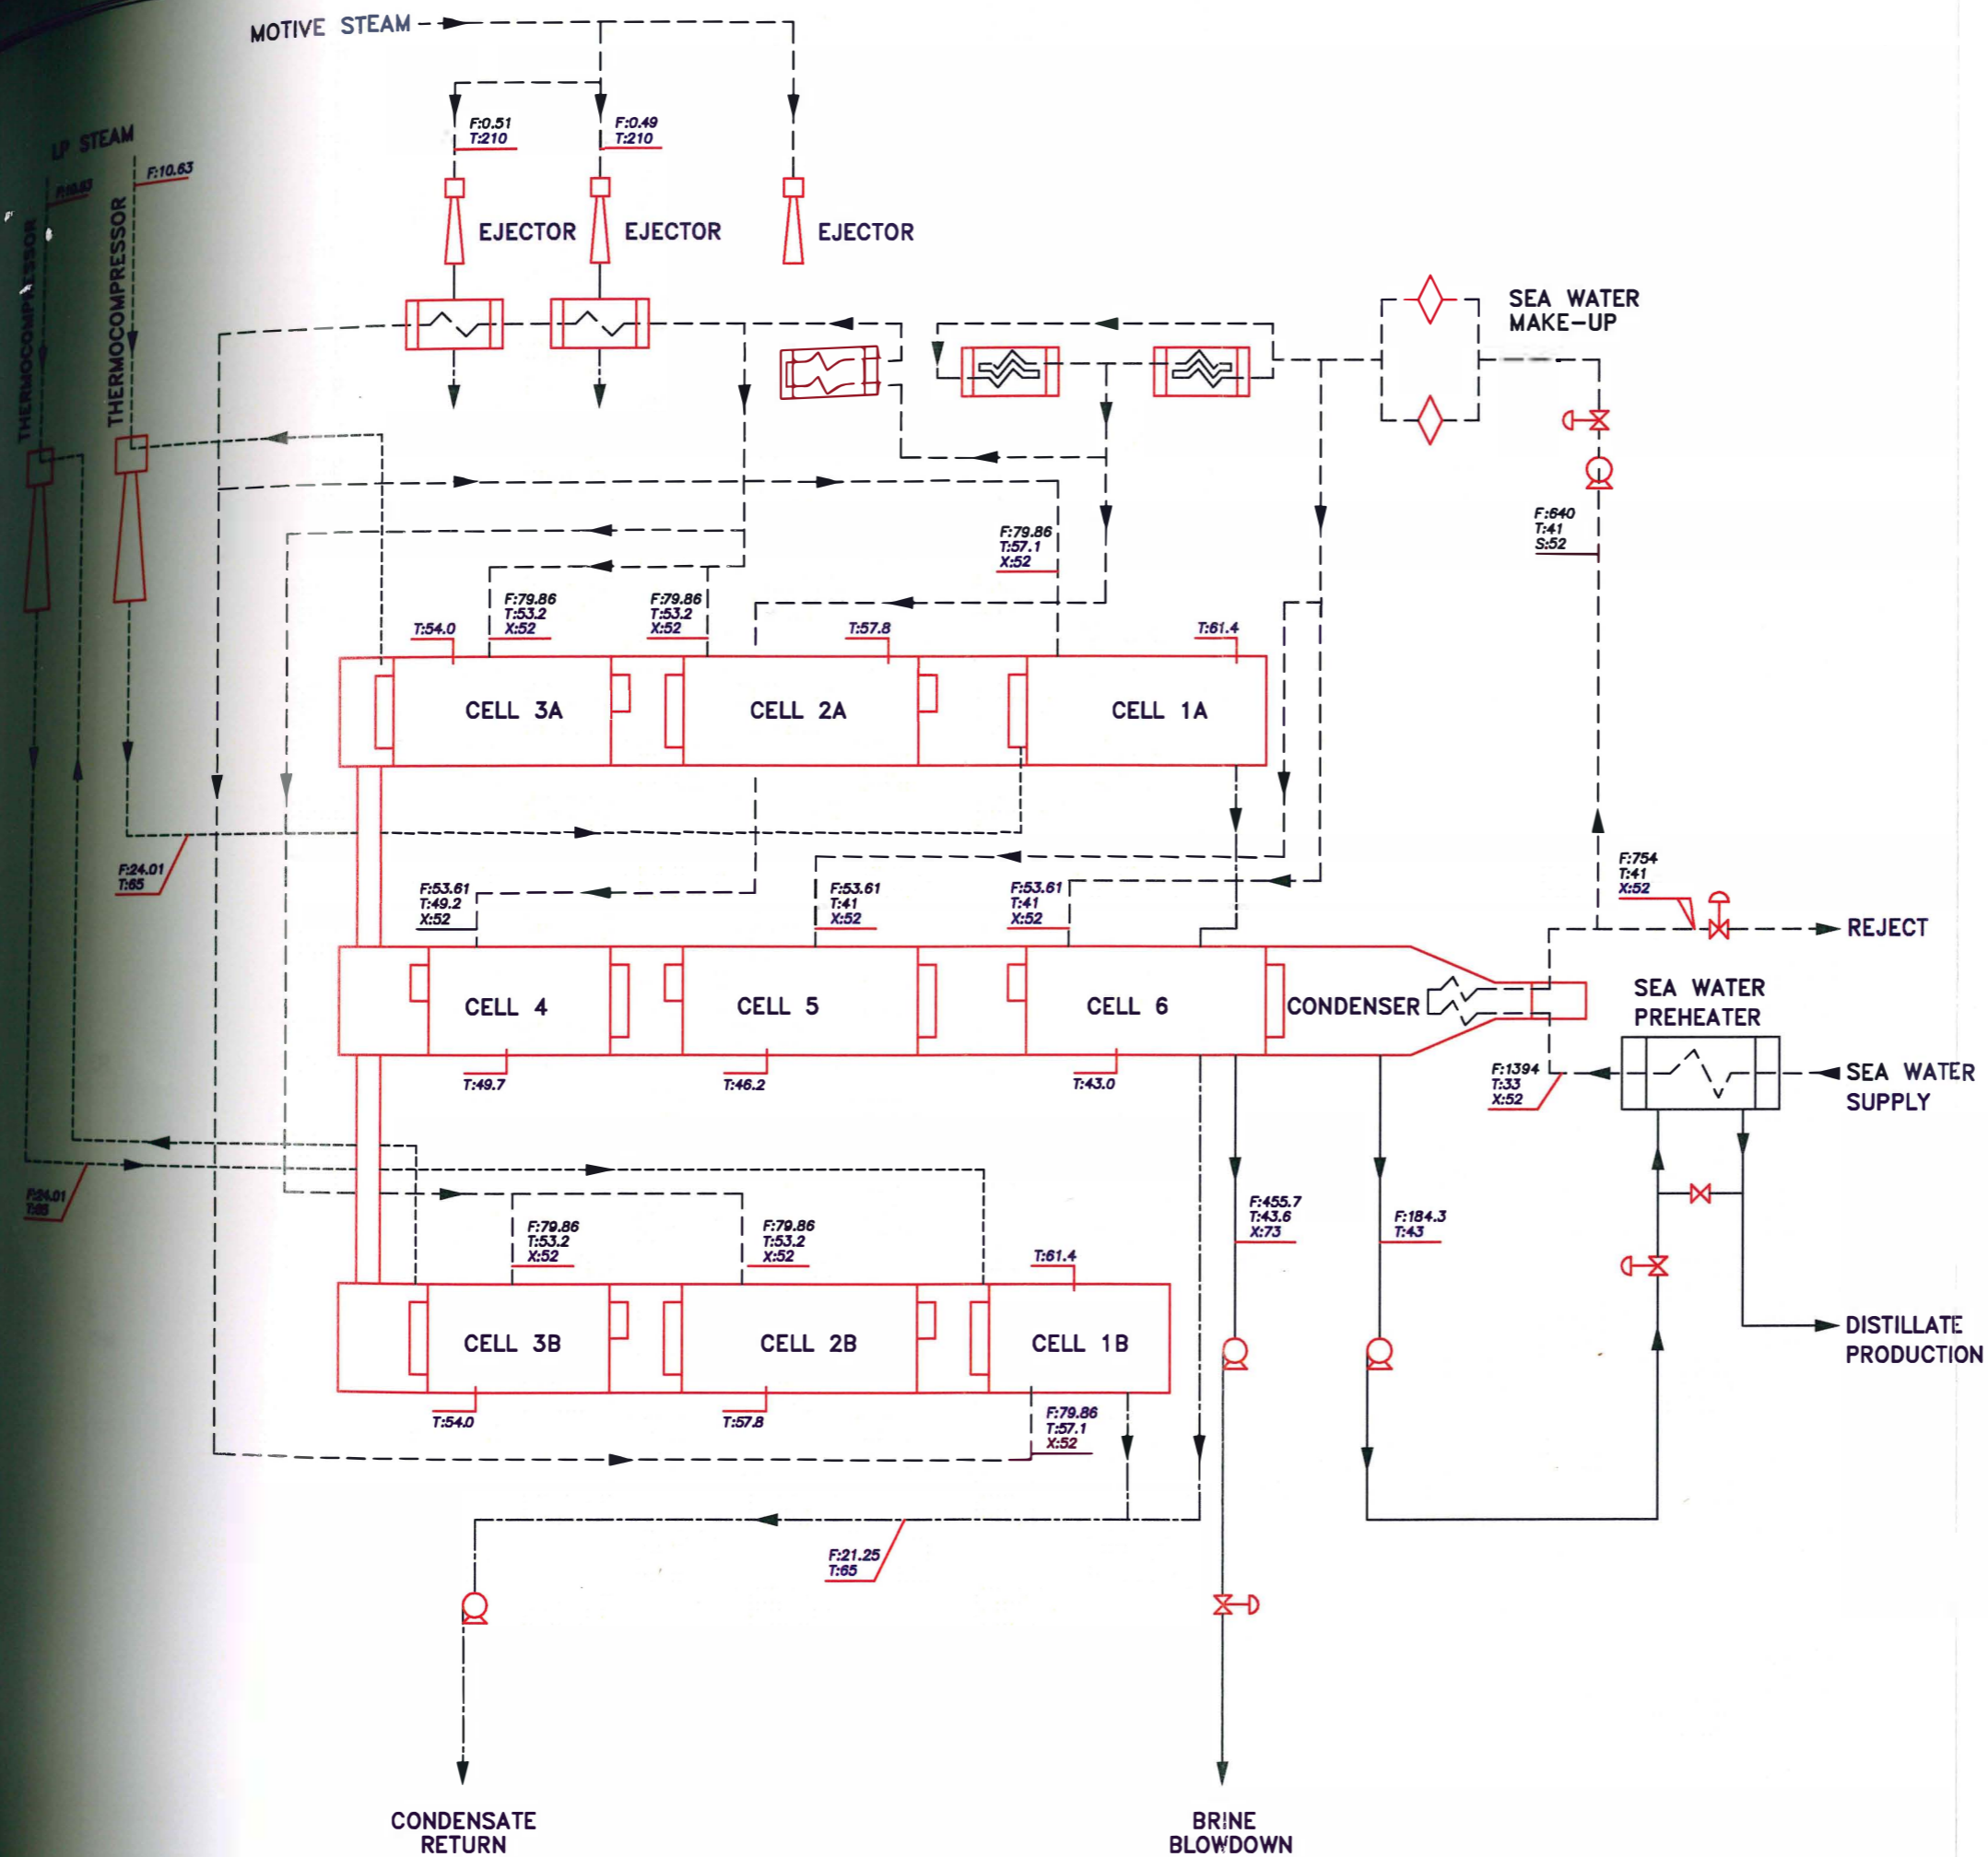 MOTIVE STEAM
F:0.51
T:210
F:0.49
T:210
LP STEAM
F:10.63
F:10.63
THERMOCOMPRESSOR
THERMOCOMPRESSOR
EJECTOR
EJECTOR
EJECTOR
SEA WATER
MAKE-UP
F:640
T:41
S:52
F:79.86
T:57.1
X:52
F:79.86
T:53.2
X:52
F:79.86
T:53.2
X:52
T:54.0
T:57.8
T:61.4
CELL 3A
CELL 2A
CELL 1A
F:24.01
T:65
F:53.61
T:49.2
X:52
F:53.61
T:41
X:52
F:53.61
T:41
X:52
F:754
T:41
X:52
REJECT
CELL 4
CELL 5
CELL 6
CONDENSER
SEA WATER
PREHEATER
T:49.7
T:46.2
T:43.0
F:1394
T:33
X:52
SEA WATER
SUPPLY
F:24.01
T:65
F:79.86
T:53.2
X:52
F:79.86
T:53.2
X:52
T:61.4
F:455.7
T:43.6
X:73
F:184.3
T:43
CELL 3B
CELL 2B
CELL 1B
DISTILLATE
PRODUCTION
T:54.0
T:57.8
F:79.86
T:57.1
X:52
F:21.25
T:65
CONDENSATE
RETURN
BRINE
BLOWDOWN